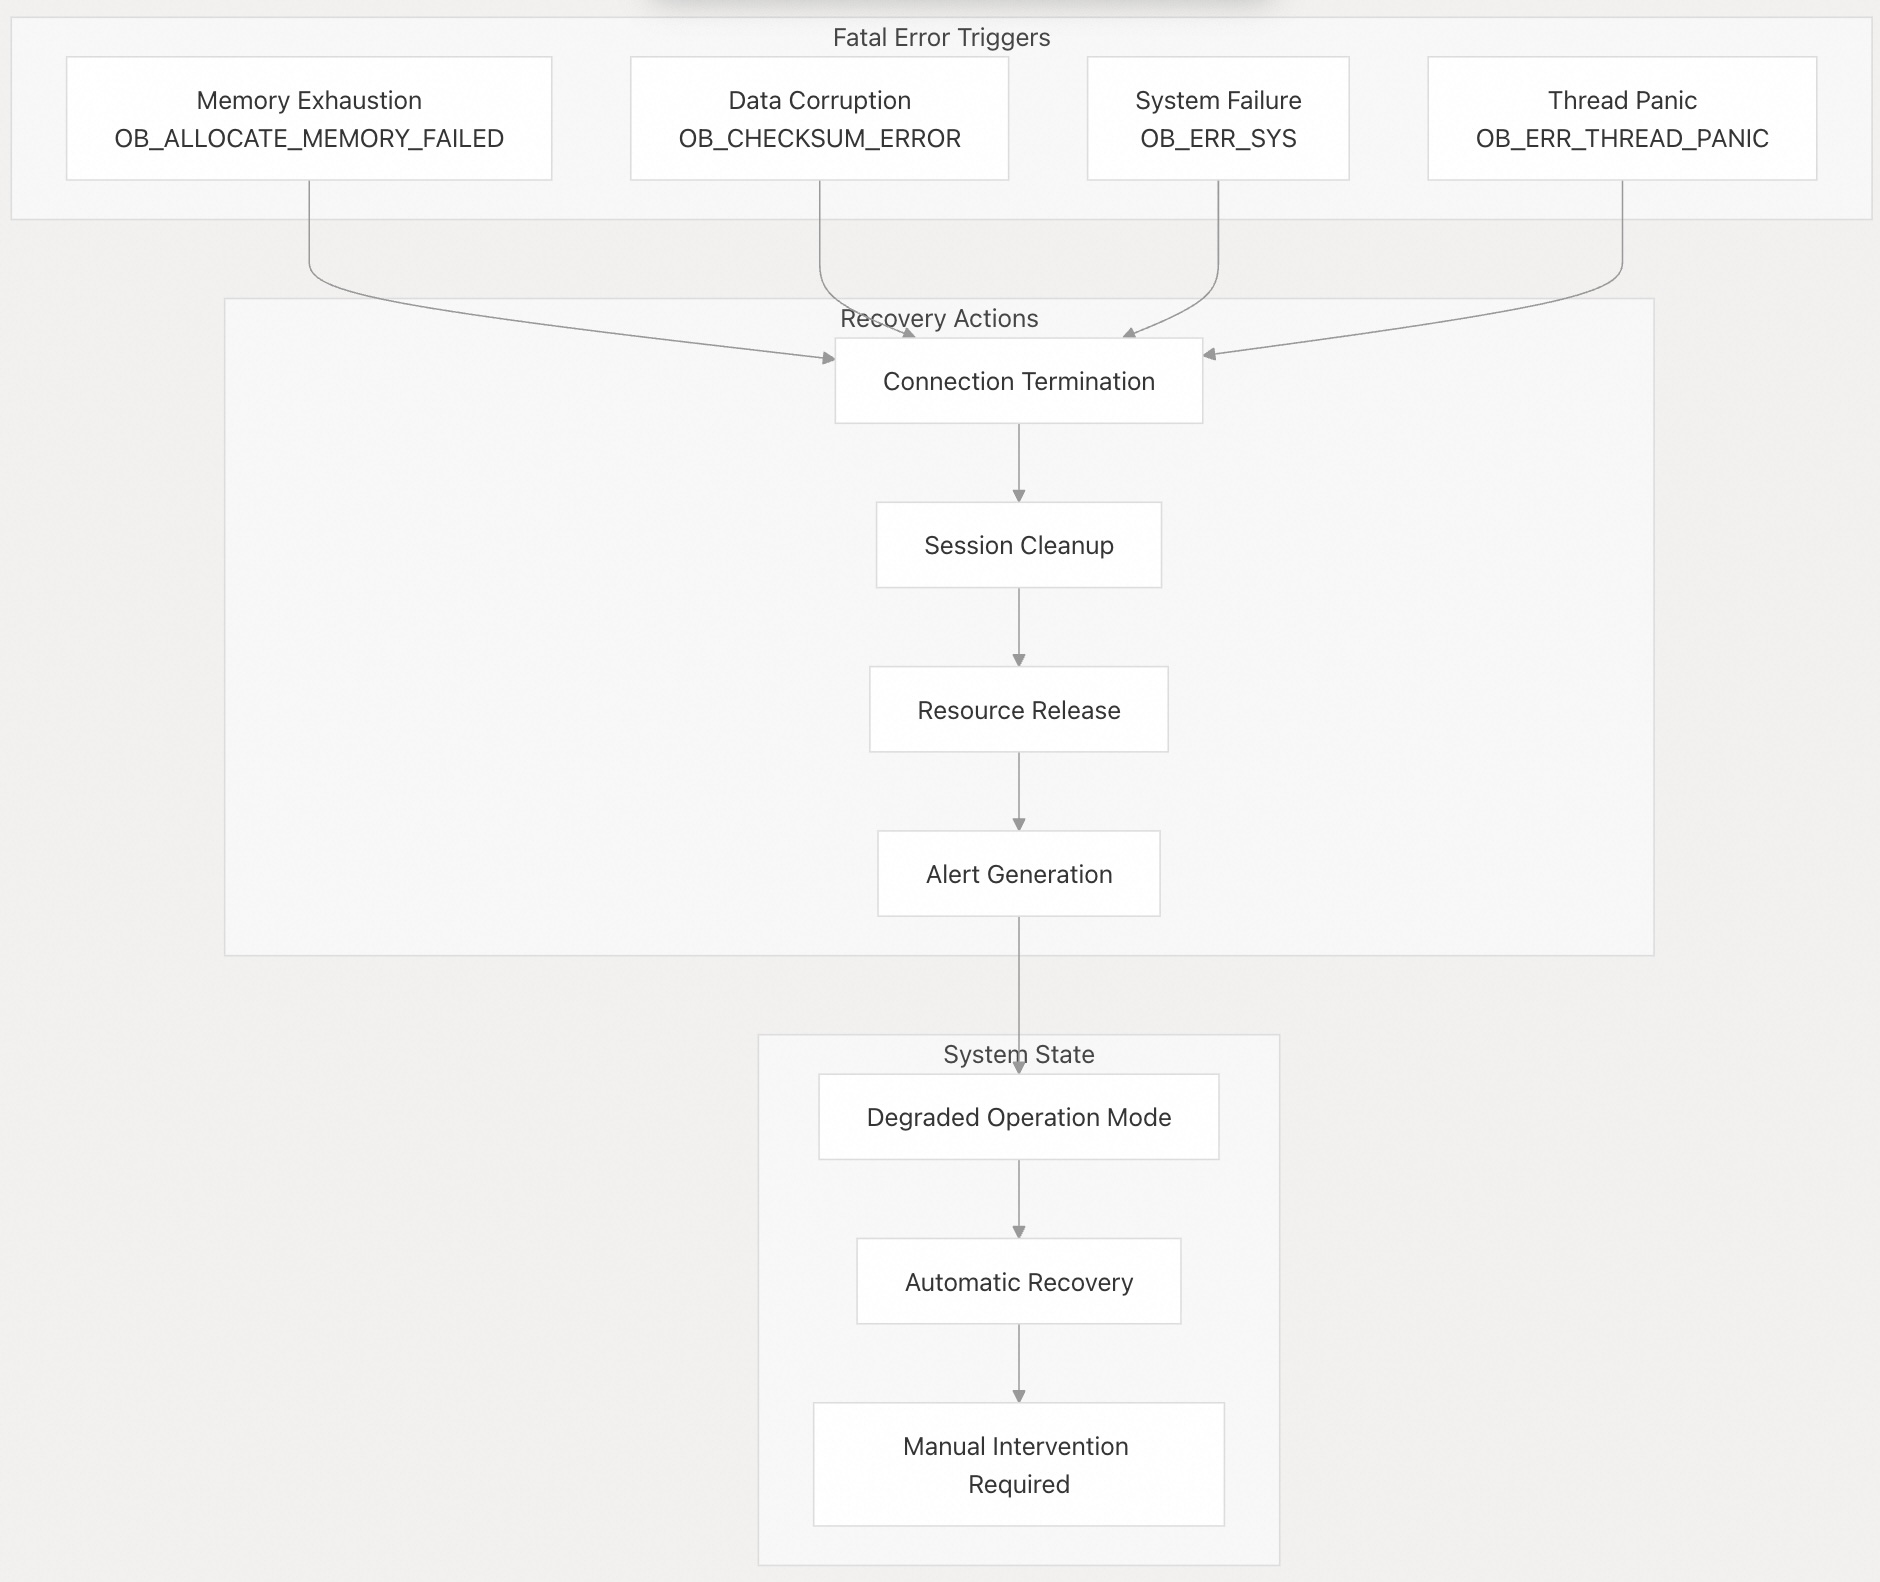 Fatal Error Triggers
Memory Exhaustion
OB_ALLOCATE_MEMORY_FAILED
Data Corruption
OB_CHECKSUM_ERROR
System Failure
OB_ERR_SYS
Thread Panic
OB_ERR_THREAD_PANIC
Recovery Actions
Connection Termination
Session Cleanup
Resource Release
Alert Generation
System State
Degraded Operation Mode
Automatic Recovery
Manual Intervention
Required